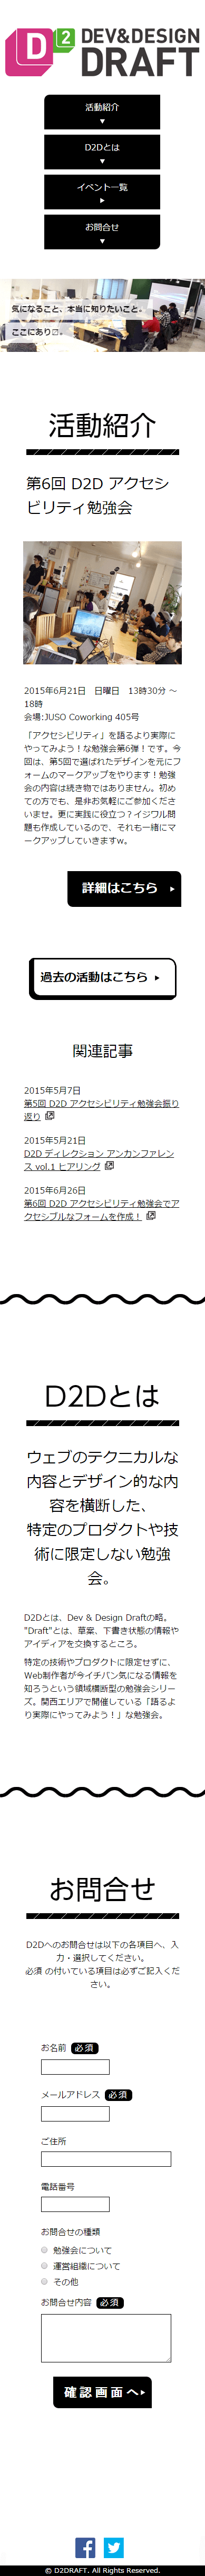 D2 DEV&DESIGN
DRAFT
活動紹介
▼
D2Dとは
▼
イベント一覧
▶
お問合せ
▼
気になること、本当に知りたいこと。
ここにあり〼。
活動紹介
第6回 D2D アクセシ
ビリティ勉強会
2015年6月21日　日曜日　13時30分 〜
18時
会場:JUSO Coworking 405号
「アクセシビリティ」を語るより実際に
やってみよう！な勉強会第6弾！です。今
回は、第5回で選ばれたデザインを元にフ
ォームのマークアップをやります！勉強
会の内容は続き物ではありません。初め
ての方でも、是非お気軽にご参加くださ
いませ。更に実践に役立つ？イジワル問
題も作成しているので、それも一緒にマ
ークアップしていきますw。
詳細はこちら ▶
過去の活動はこちら ▶
関連記事
2015年5月7日
第5回 D2D アクセシビリティ勉強会振り
返り
2015年5月21日
D2D ディレクション アンカンファレン
ス vol.1 ヒアリング
2015年6月26日
第6回 D2D アクセシビリティ勉強会でア
クセシブルなフォームを作成！
D2Dとは
ウェブのテクニカルな
内容とデザイン的な内
容を横断した、
特定のプロダクトや技
術に限定しない勉強
会。
D2Dとは、Dev & Design Draftの略。
"Draft"とは、草案、下書き状態の情報や
アイディアを交換するところ。
特定の技術やプロダクトに限定せずに、
Web制作者が今イチバン気になる情報を
知ろうという領域横断型の勉強会シリー
ズ。関西エリアで開催している「語るよ
り実際にやってみよう！」な勉強会。
お問合せ
D2Dへのお問合せは以下の各項目へ、入
力・選択してください。
必須 の付いている項目は必ずご記入くだ
さい。
お名前 必須
メールアドレス 必須
ご住所
電話番号
お問合せの種類
勉強会について
運営組織について
その他
お問合せ内容 必須
確認画面へ▶
© D2DRAFT. All Rights Reserved.